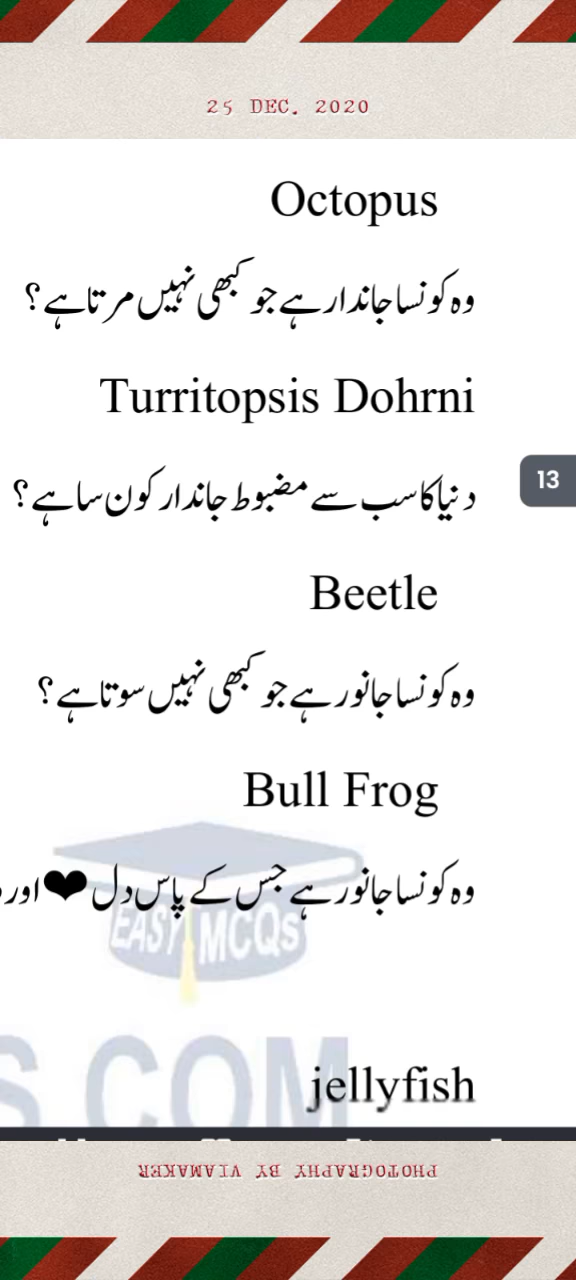 25 DEC. 2020
Octopus
وہ کونسا جاندار ہے جو کبھی نہیں مرتا ہے ؟
Turritopsis Dohrni
دنیا کا سب سے مضبوط جاندار کون سا ہے ؟
13
Beetle
وہ کونسا جانور ہے جو کبھی نہیں سوتا ہے ؟
Bull Frog
وہ کونسا جانور ہے جس کے پاس دل ❤ اور
EASY MCQs
S.COM
jellyfish
PHOTOGRAPHY BY VIAMAKER